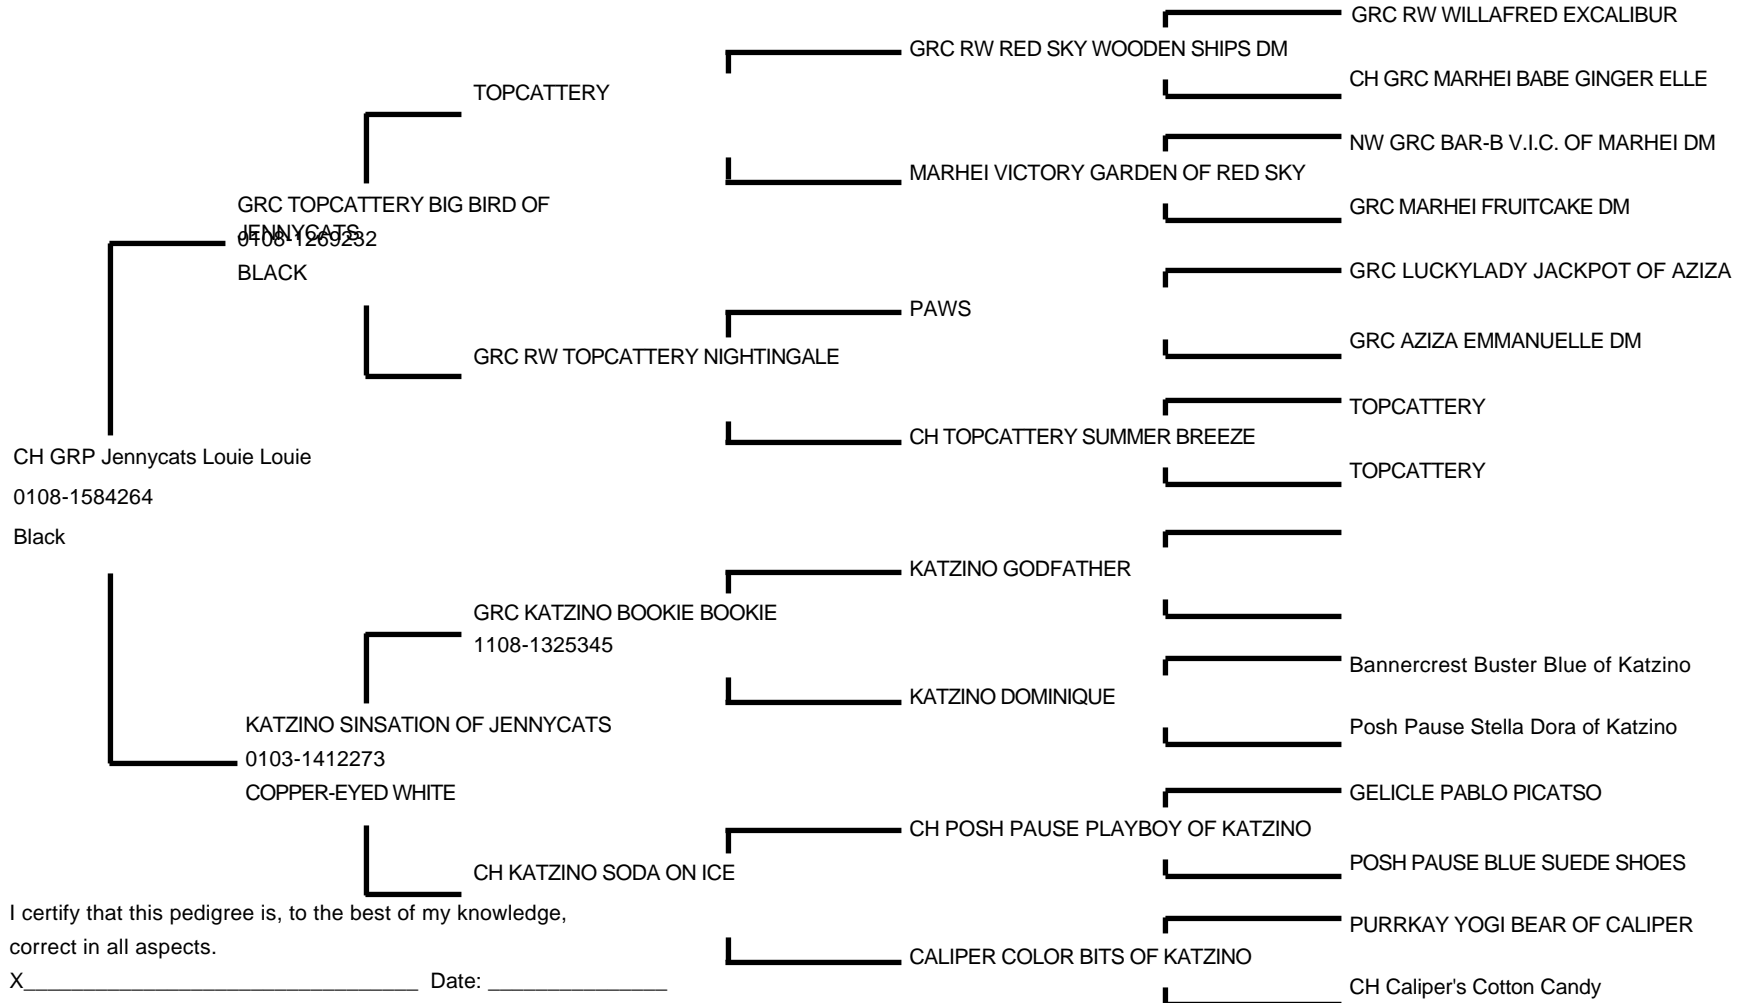 GRC RW WILLAFRED EXCALIBUR
GRC RW RED SKY WOODEN SHIPS DM
CH GRC MARHEI BABE GINGER ELLE
TOPCATTERY
NW GRC BAR-B V.I.C. OF MARHEI DM
MARHEI VICTORY GARDEN OF RED SKY
GRC MARHEI FRUITCAKE DM
GRC TOPCATTERY BIG BIRD OF
JENNYCATS
0108-1269232
BLACK
GRC LUCKYLADY JACKPOT OF AZIZA
PAWS
GRC AZIZA EMMANUELLE DM
GRC RW TOPCATTERY NIGHTINGALE
TOPCATTERY
CH TOPCATTERY SUMMER BREEZE
TOPCATTERY
CH GRP Jennycats Louie Louie
0108-1584264
Black
KATZINO GODFATHER
GRC KATZINO BOOKIE BOOKIE
1108-1325345
Bannercrest Buster Blue of Katzino
KATZINO DOMINIQUE
Posh Pause Stella Dora of Katzino
KATZINO SINSATION OF JENNYCATS
0103-1412273
COPPER-EYED WHITE
GELICLE PABLO PICATSO
CH POSH PAUSE PLAYBOY OF KATZINO
POSH PAUSE BLUE SUEDE SHOES
CH KATZINO SODA ON ICE
PURRKAY YOGI BEAR OF CALIPER
CALIPER COLOR BITS OF KATZINO
CH Caliper's Cotton Candy
I certify that this pedigree is, to the best of my knowledge,
correct in all aspects.
X_________________________________ Date: _______________